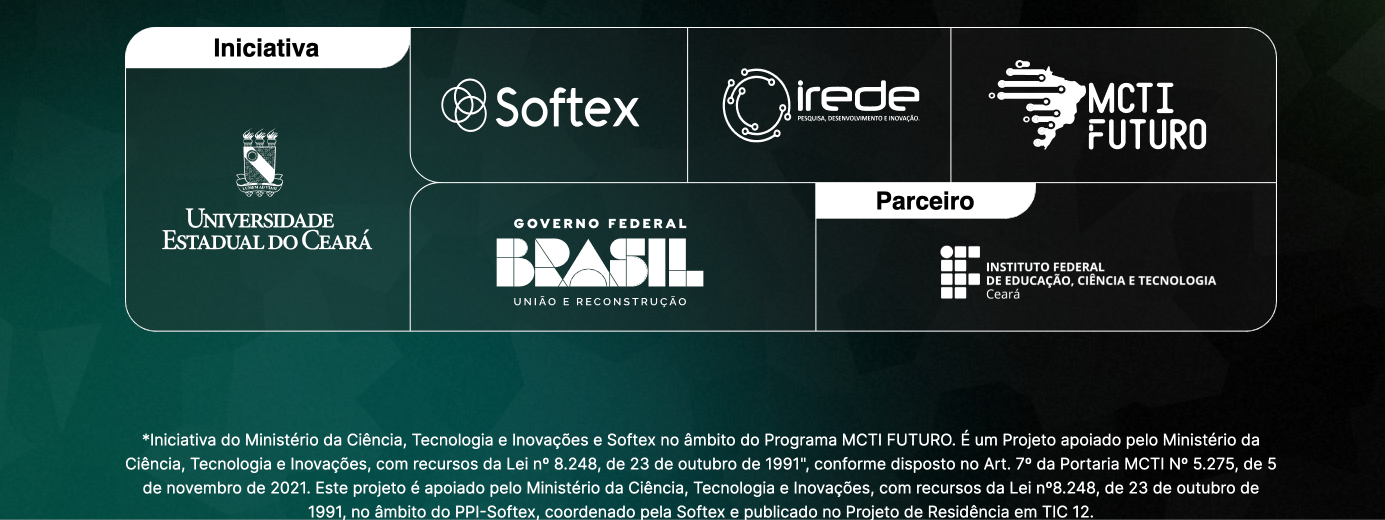 Iniciativa
Softex
irede
PESQUISA, DESENVOLVIMENTO E INOVAÇÃO.
MCTI
FUTURO
LUMEN AD VIAM
UNIVERSIDADE
ESTADUAL DO CEARÁ
GOVERNO FEDERAL
BRASIL
UNIÃO E RECONSTRUÇÃO
Parceiro
INSTITUTO FEDERAL
DE EDUCAÇÃO, CIÊNCIA E TECNOLOGIA
Ceará
*Iniciativa do Ministério da Ciência, Tecnologia e Inovações e Softex no âmbito do Programa MCTI FUTURO. É um Projeto apoiado pelo Ministério da
Ciência, Tecnologia e Inovações, com recursos da Lei nº 8.248, de 23 de outubro de 1991", conforme disposto no Art. 7º da Portaria MCTI Nº 5.275, de 5
de novembro de 2021. Este projeto é apoiado pelo Ministério da Ciência, Tecnologia e Inovações, com recursos da Lei nº8.248, de 23 de outubro de
1991, no âmbito do PPI-Softex, coordenado pela Softex e publicado no Projeto de Residência em TIC 12.